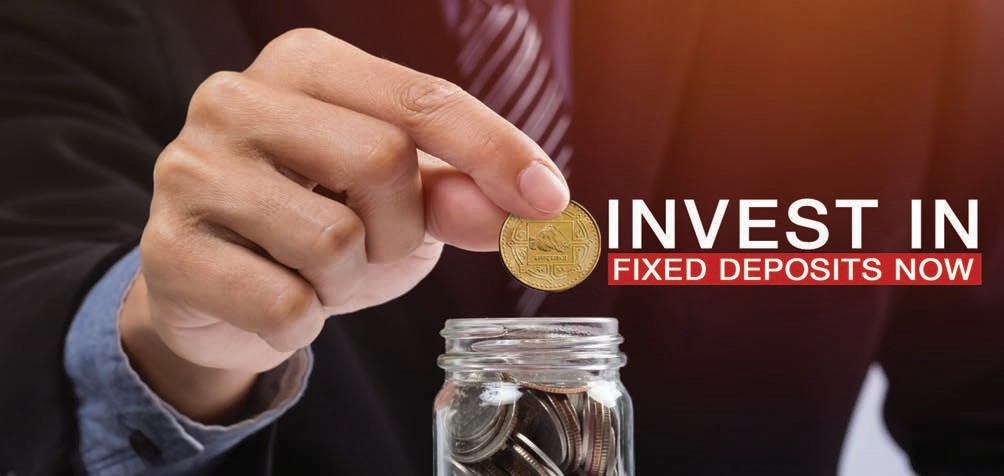 INVEST IN
FIXED DEPOSITS NOW